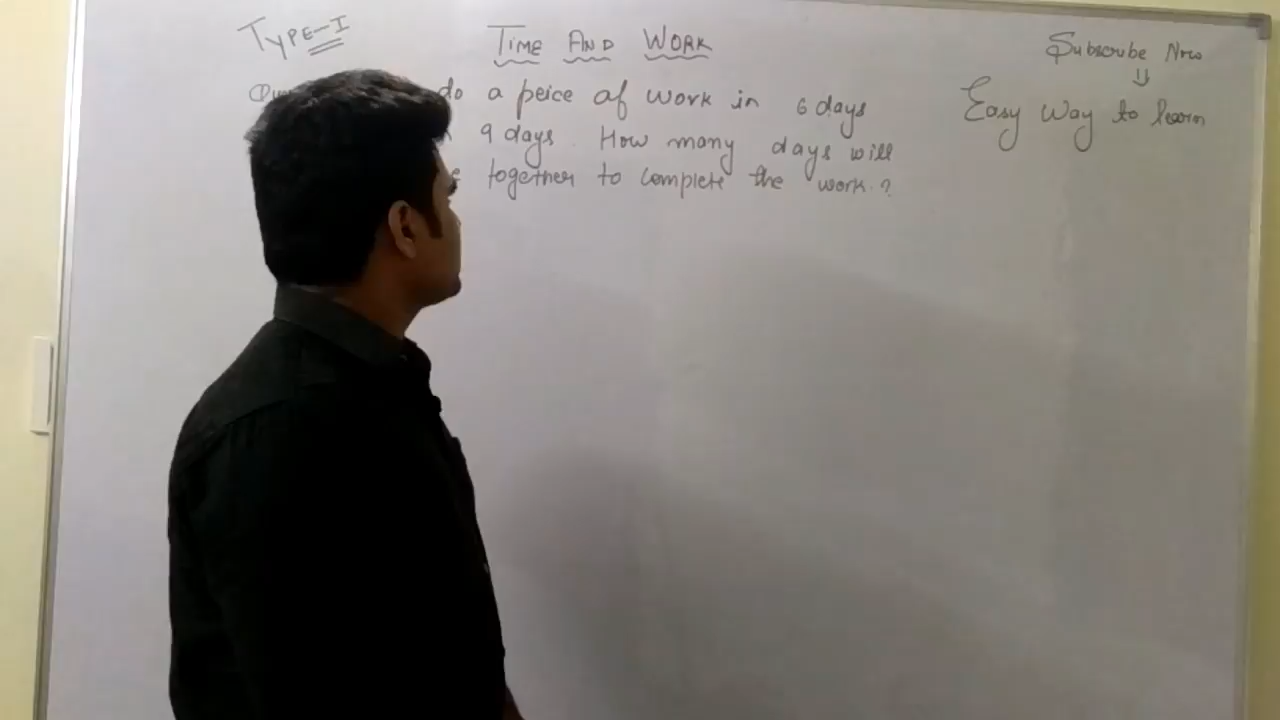 TYPE-I
TIME AND WORK
Subscribe Now
Easy way to learn
do a peice of work in 6 days
9 days. How many days will
together to complete the work.?